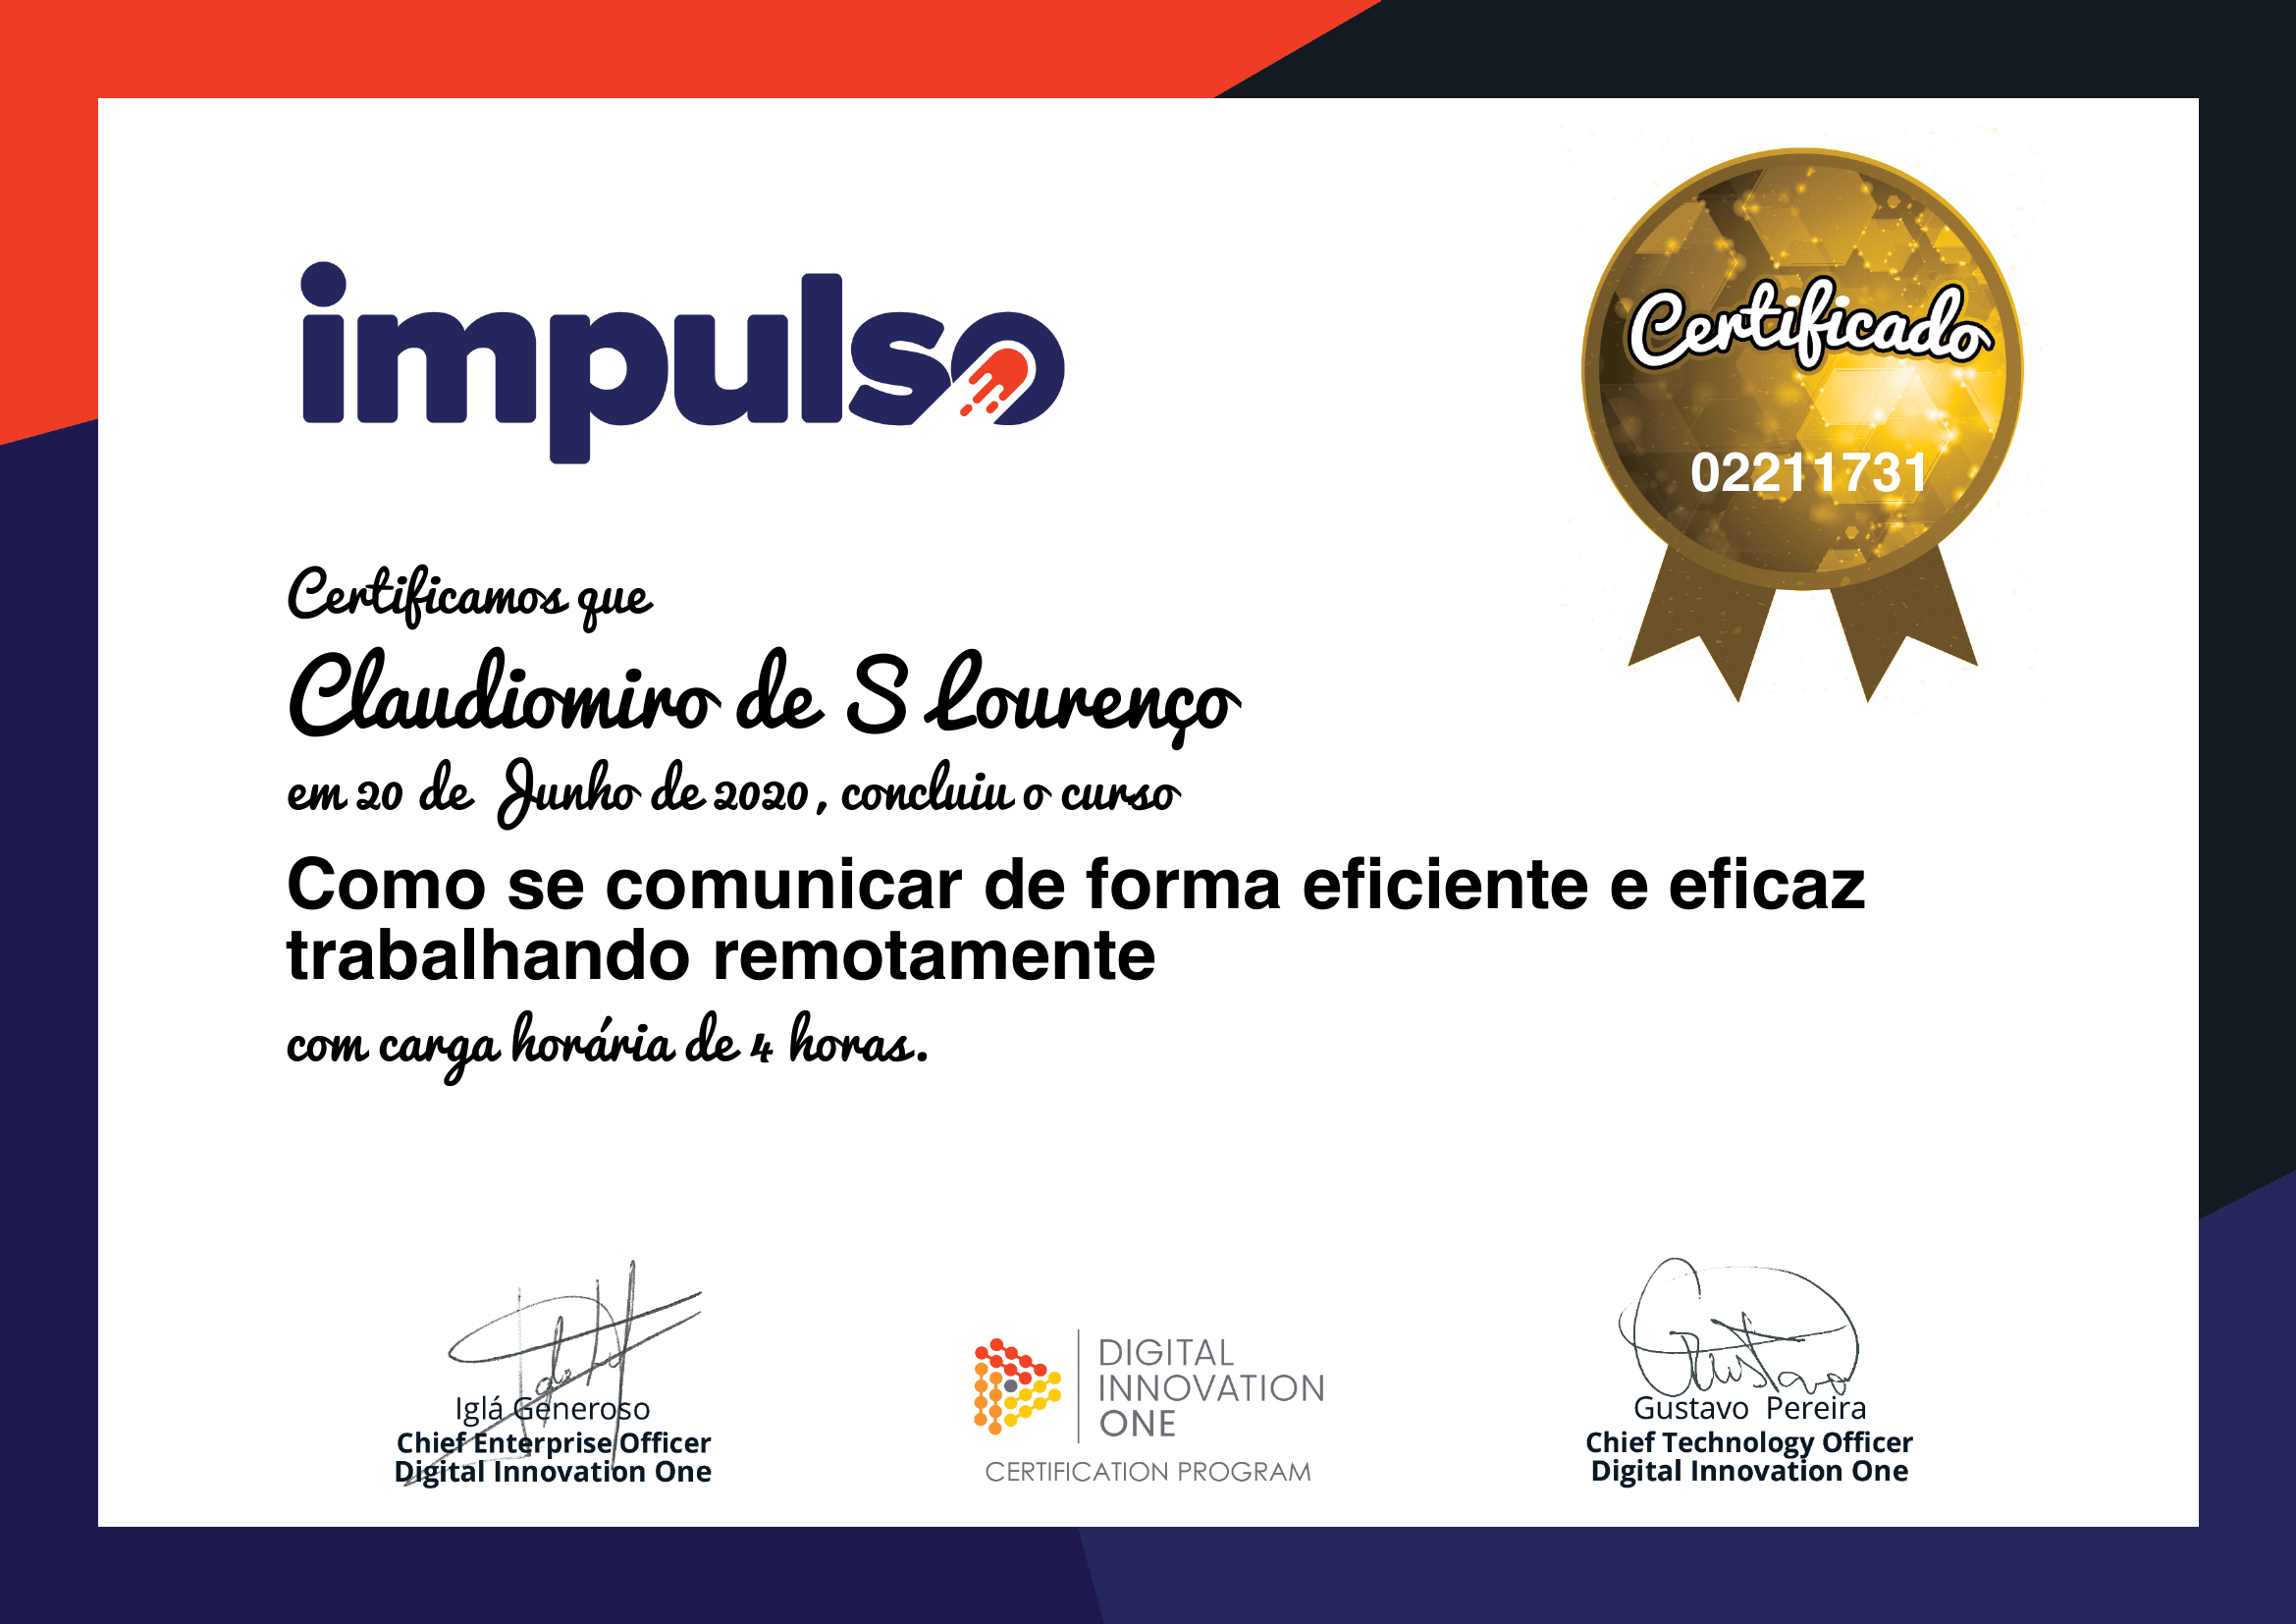 impulso
Certificado
02211731
Certificamos que
Claudiomiro de S Lourenço
em 20 de Junho de 2020, concluiu o curso
Como se comunicar de forma eficiente e eficaz
trabalhando remotamente
com carga horária de 4 horas.
Iglá Generoso
Chief Enterprise Officer
Digital Innovation One
DIGITAL
INNOVATION
ONE
CERTIFICATION PROGRAM
Gustavo
Gustavo Pereira
Chief Technology Officer
Digital Innovation One